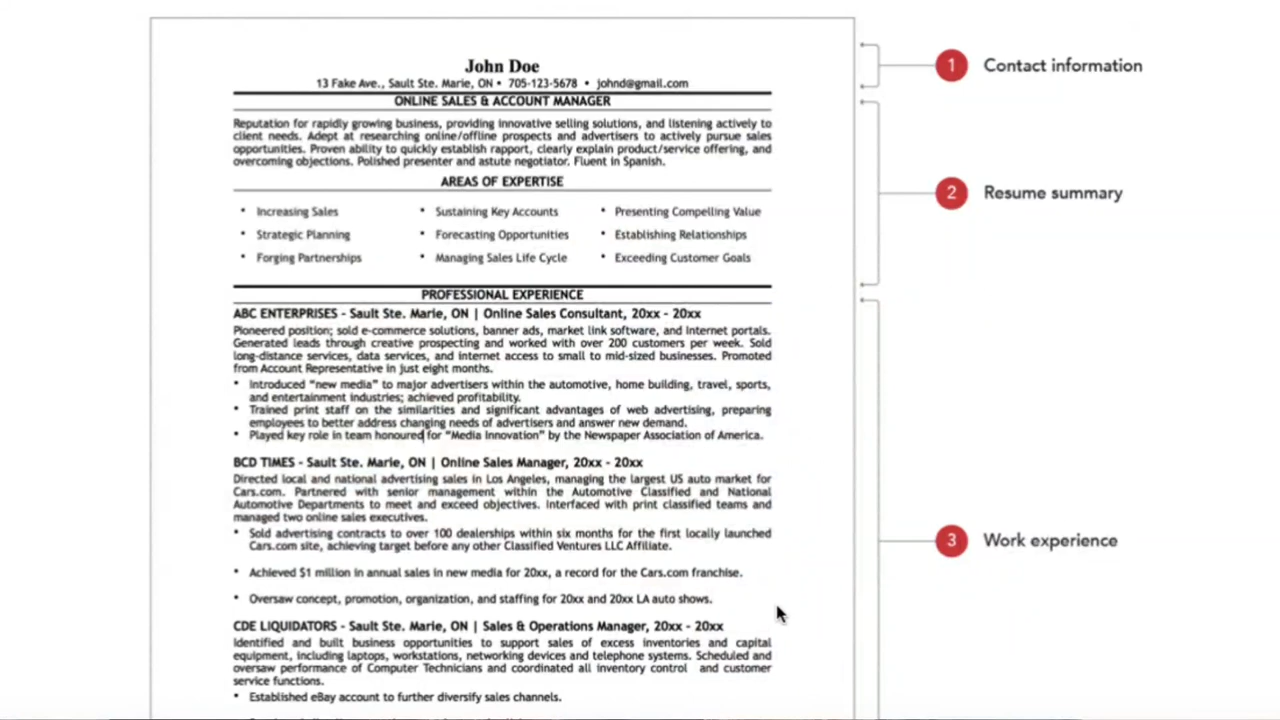 John Doe
13 Fake Ave., Sault Ste. Marie, ON • 705-123-5678 • johnd@gmail.com
ONLINE SALES & ACCOUNT MANAGER
Reputation for rapidly growing business, providing innovative selling solutions, and listening actively to
client needs. Adept at researching online/offline prospects and advertisers to actively pursue sales
opportunities. Proven ability to quickly establish rapport, clearly explain product/service offering, and
overcoming objections. Polished presenter and astute negotiator. Fluent in Spanish.
AREAS OF EXPERTISE
• Increasing Sales • Sustaining Key Accounts • Presenting Compelling Value
• Strategic Planning • Forecasting Opportunities • Establishing Relationships
• Forging Partnerships • Managing Sales Life Cycle • Exceeding Customer Goals
PROFESSIONAL EXPERIENCE
ABC ENTERPRISES - Sault Ste. Marie, ON | Online Sales Consultant, 20xx - 20xx
Pioneered position; sold e-commerce solutions, banner ads, market link software, and Internet portals.
Generated leads through creative prospecting and worked with over 200 customers per week. Sold
long-distance services, data services, and internet access to small to mid-sized businesses. Promoted
from Account Representative in just eight months.
• Introduced "new media" to major advertisers within the automotive, home building, travel, sports,
and entertainment industries; achieved profitability.
• Trained print staff on the similarities and significant advantages of web advertising, preparing
employees to better address changing needs of advertisers and answer new demand.
• Played key role in team honoured for "Media Innovation" by the Newspaper Association of America.
BCD TIMES - Sault Ste. Marie, ON | Online Sales Manager, 20xx - 20xx
Directed local and national advertising sales in Los Angeles, managing the largest US auto market for
Cars.com. Partnered with senior management within the Automotive Classified and National
Automotive Departments to meet and exceed objectives. Interfaced with print classified teams and
managed two online sales executives.
• Sold advertising contracts to over 100 dealerships within six months for the first locally launched
Cars.com site, achieving target before any other Classified Ventures LLC Affiliate.
• Achieved $1 million in annual sales in new media for 20xx, a record for the Cars.com franchise.
• Oversaw concept, promotion, organization, and staffing for 20xx and 20xx LA auto shows.
CDE LIQUIDATORS - Sault Ste. Marie, ON | Sales & Operations Manager, 20xx - 20xx
Identified and built business opportunities to support sales of excess inventories and capital
equipment, including laptops, workstations, networking devices and telephone systems. Scheduled and
oversaw performance of Computer Technicians and coordinated all inventory control and customer
service functions.
• Established eBay account to further diversify sales channels.
1 Contact information
2 Resume summary
3 Work experience